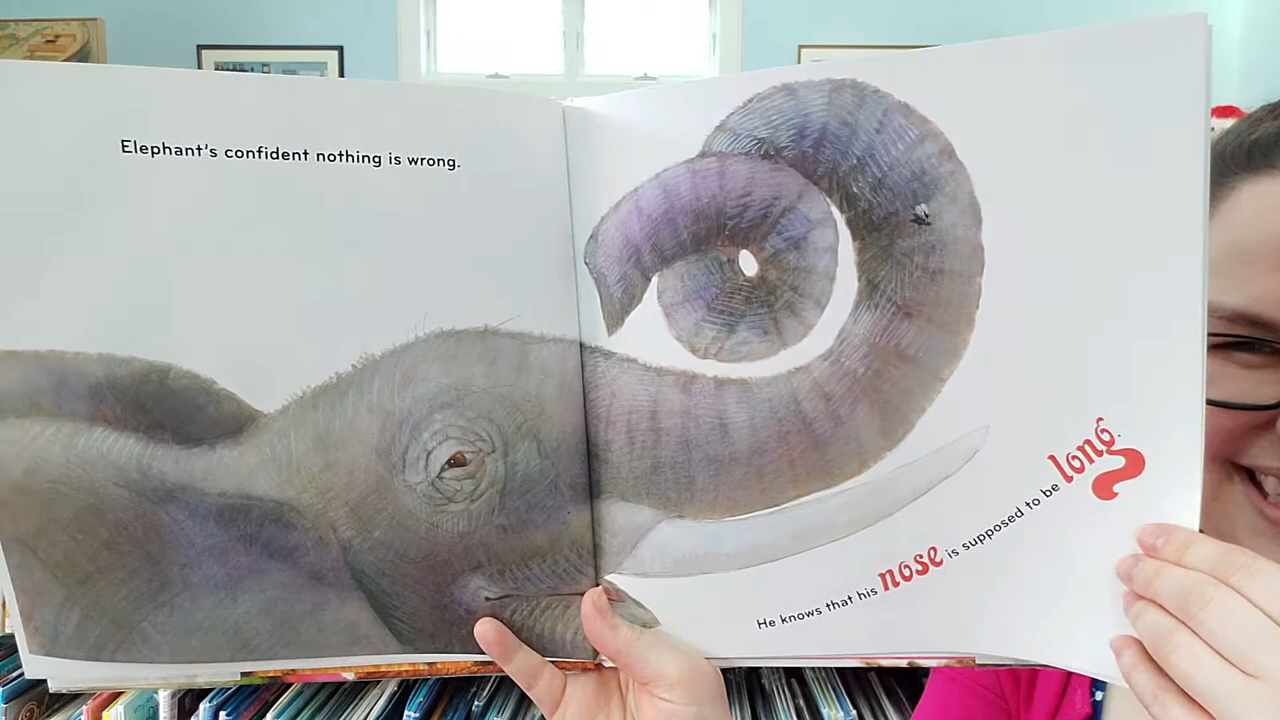 Elephant's confident nothing is wrong.
He knows that his nose is supposed to be long.